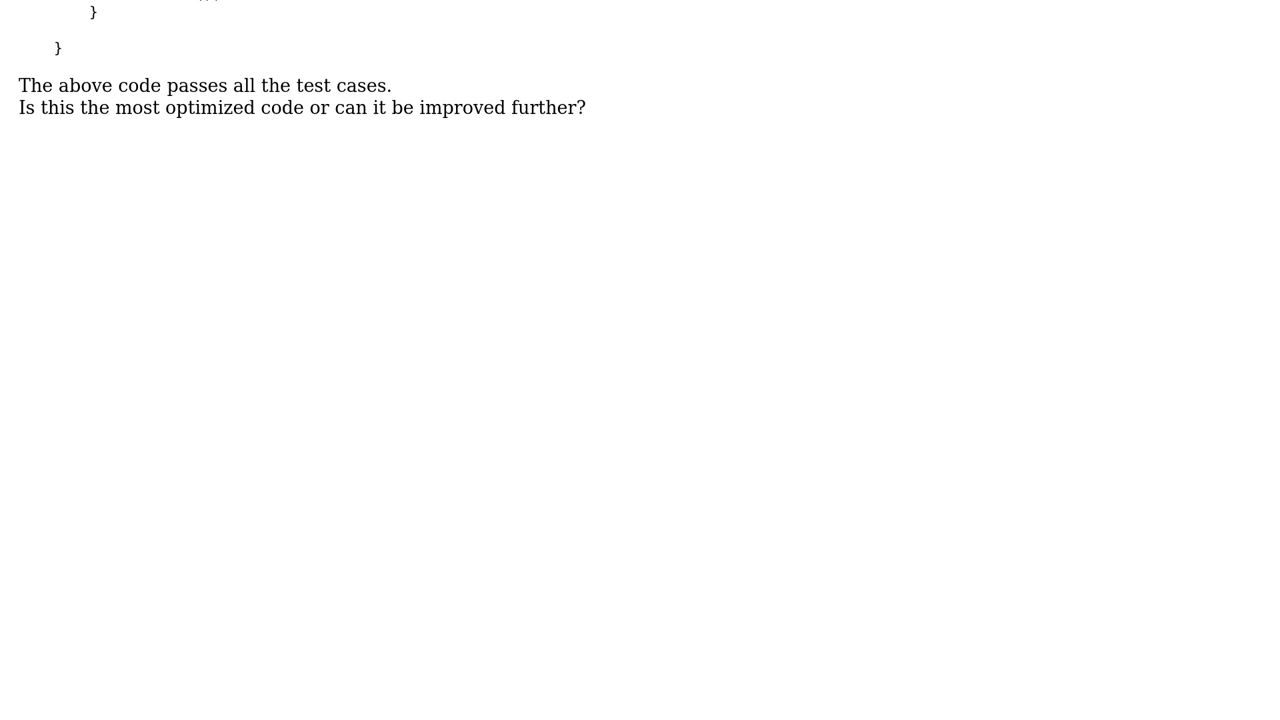 }
}
The above code passes all the test cases.
Is this the most optimized code or can it be improved further?